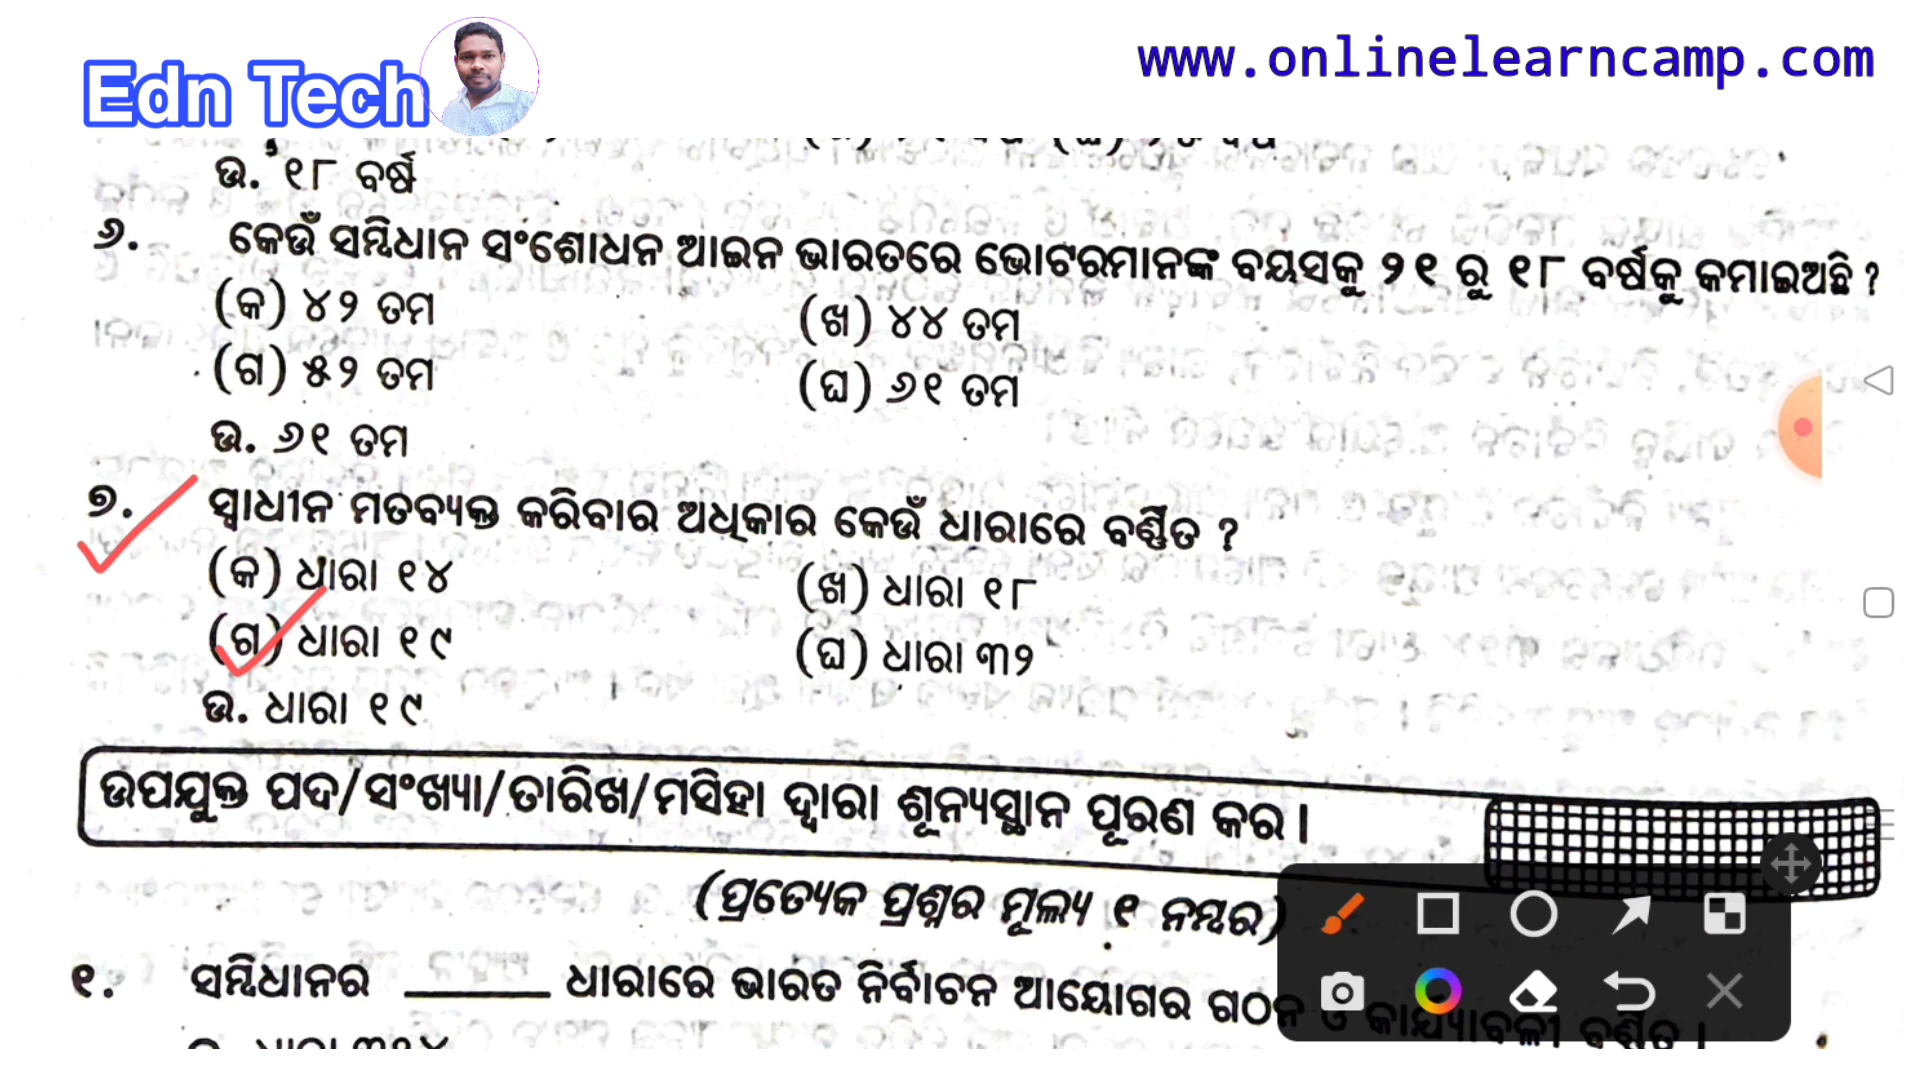 Edn Tech
www.onlinelearncamp.com
ଉ. ୧୮ ବର୍ଷ
୬. କେଉଁ ସମ୍ବିଧାନ ସଂଶୋଧନ ଆଇନ ଭାରତରେ ଭୋଟରମାନଙ୍କ ବୟସକୁ ୨୧ ରୁ ୧୮ ବର୍ଷକୁ କମାଇଅଛି ?
(କ) ୪୨ ତମ (ଖ) ୪୪ ତମ
(ଗ) ୫୨ ତମ (ଘ) ୬୧ ତମ
ଉ. ୬୧ ତମ
୭. ସ୍ୱାଧୀନ ମତବ୍ୟକ୍ତ କରିବାର ଅଧିକାର କେଉଁ ଧାରାରେ ବର୍ଣ୍ଣିତ ?
(କ) ଧାରା ୧୪ (ଖ) ଧାରା ୧୮
(ଗ) ଧାରା ୧୯ (ଘ) ଧାରା ୩୨
ଉ. ଧାରା ୧୯
ଉପଯୁକ୍ତ ପଦ/ସଂଖ୍ୟା/ତାରିଖ/ମସିହା ଦ୍ୱାରା ଶୂନ୍ୟସ୍ଥାନ ପୂରଣ କର ।
(ପ୍ରତ୍ୟେକ ପ୍ରଶ୍ନର ମୂଲ୍ୟ ୧ ନମ୍ବର)
୧. ସମ୍ବିଧାନର ______ ଧାରାରେ ଭାରତ ନିର୍ବାଚନ ଆୟୋଗର ଗଠନ ଓ କାର୍ଯ୍ୟାବଳୀ ବର୍ଣ୍ଣିତ ।